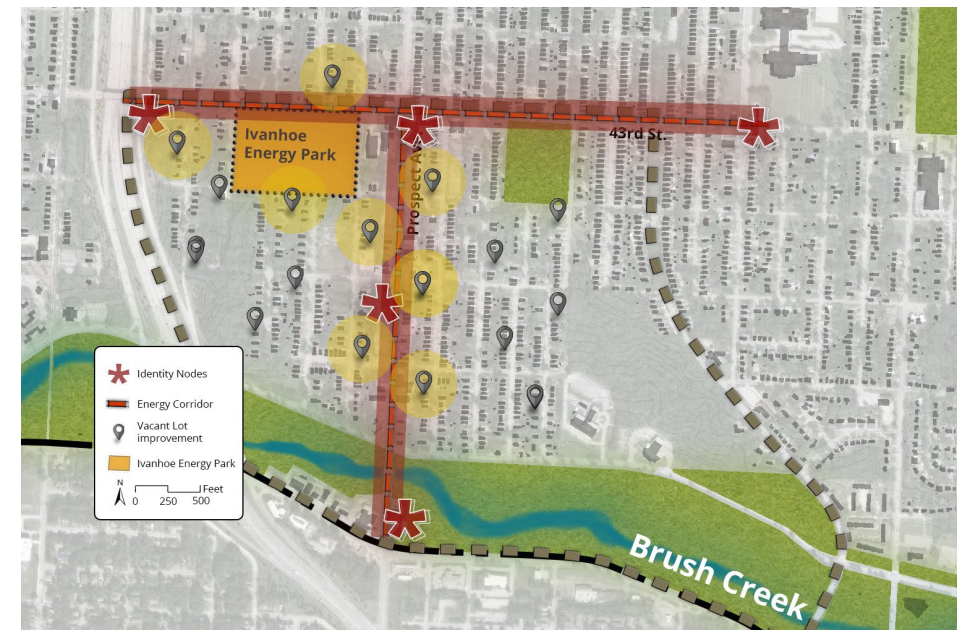 Ivanhoe
Energy Park
43rd St.
Prospect Av
Identity Nodes
Energy Corridor
Vacant Lot
improvement
Ivanhoe Energy Park
N
Feet
0 250 500
Brush Creek